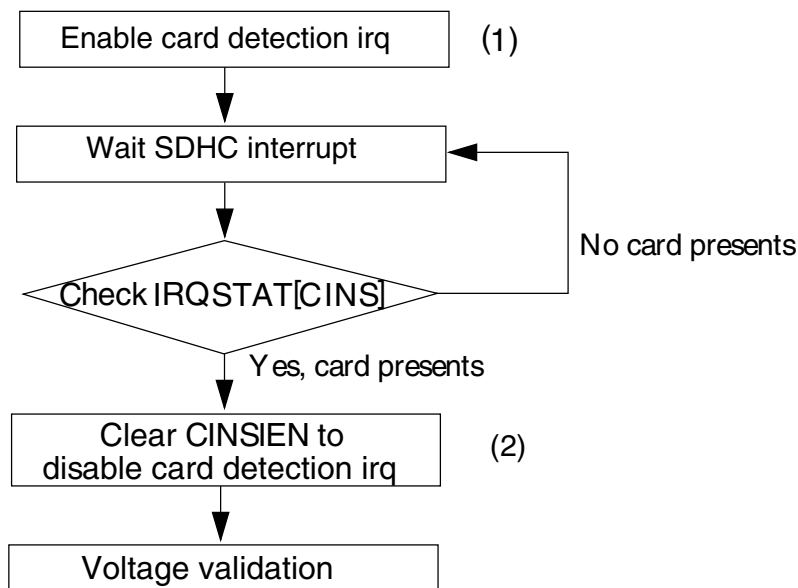 Enable card detection irq
(1)
Wait SDHC interrupt
No card presents
Check IRQSTAT[CINS]
Yes, card presents
Clear CINSIEN to
disable card detection irq
(2)
Voltage validation